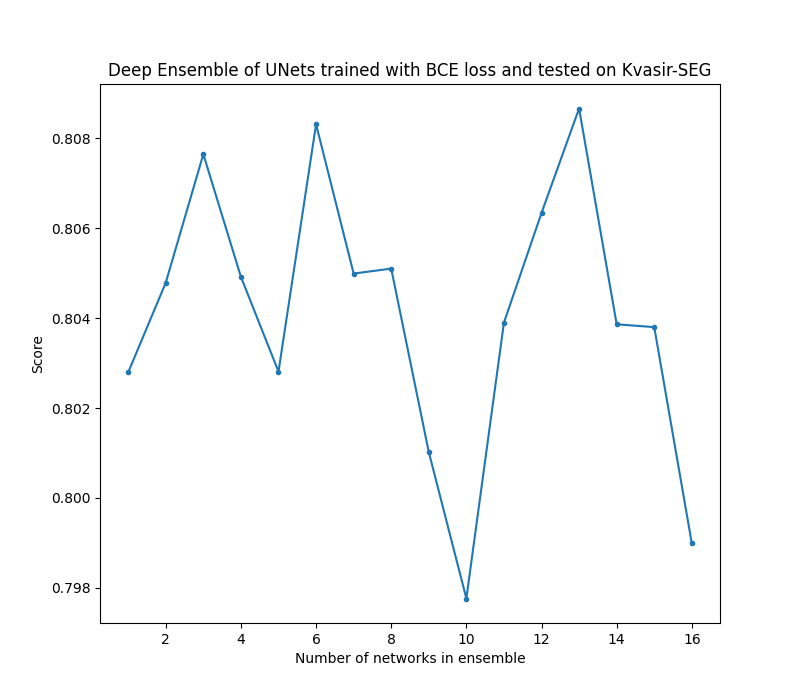 Deep Ensemble of UNets trained with BCE loss and tested on Kvasir-SEG
0.808
0.806
0.804
0.802
0.800
0.798
Score
2 4 6 8 10 12 14 16
Number of networks in ensemble